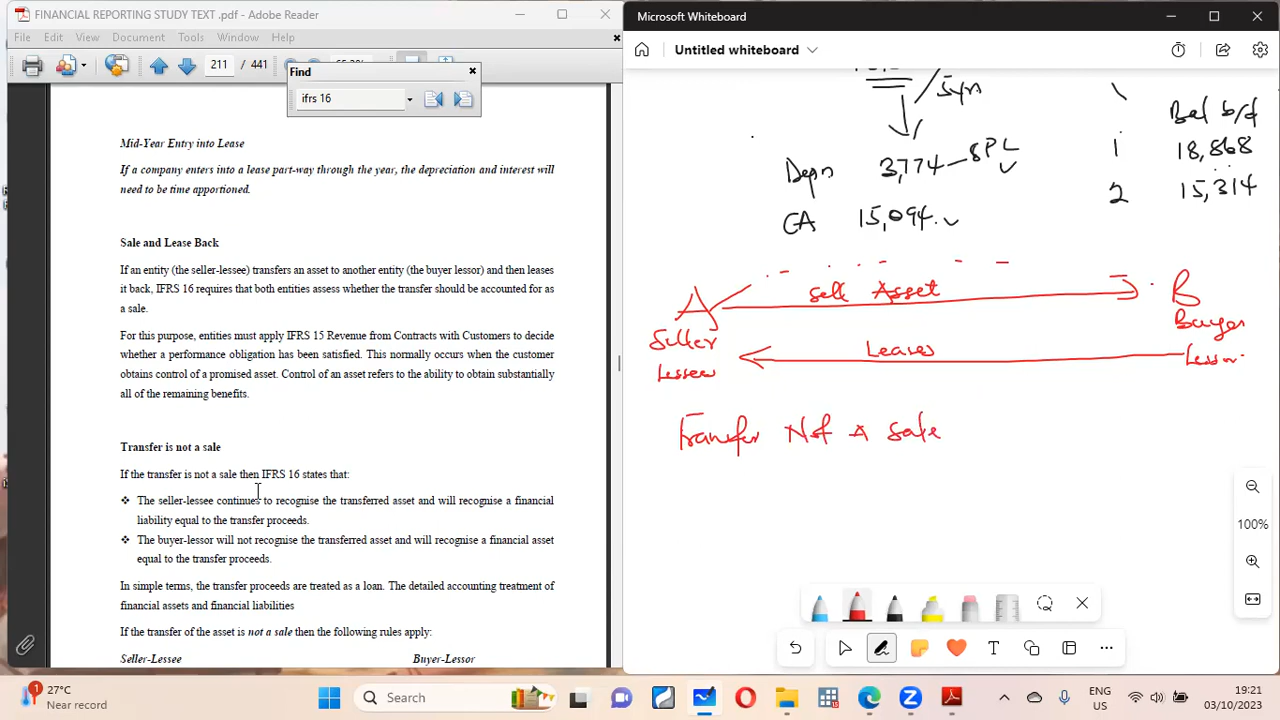 FINANCIAL REPORTING STUDY TEXT .pdf - Adobe Reader
File Edit View Document Tools Window Help
211 / 441
Find
ifrs 16
Mid-Year Entry into Lease
If a company enters into a lease part-way through the year, the depreciation and interest will
need to be time apportioned.
Sale and Lease Back
If an entity (the seller-lessee) transfers an asset to another entity (the buyer lessor) and then leases
it back, IFRS 16 requires that both entities assess whether the transfer should be accounted for as
a sale.
For this purpose, entities must apply IFRS 15 Revenue from Contracts with Customers to decide
whether a performance obligation has been satisfied. This normally occurs when the customer
obtains control of a promised asset. Control of an asset refers to the ability to obtain substantially
all of the remaining benefits.
Transfer is not a sale
If the transfer is not a sale then IFRS 16 states that:
❖ The seller-lessee continues to recognise the transferred asset and will recognise a financial
liability equal to the transfer proceeds.
❖ The buyer-lessor will not recognise the transferred asset and will recognise a financial asset
equal to the transfer proceeds.
In simple terms, the transfer proceeds are treated as a loan. The detailed accounting treatment of
financial assets and financial liabilities
If the transfer of the asset is not a sale then the following rules apply:
Seller-Lessee Buyer-Lessor
Microsoft Whiteboard
Untitled whiteboard
/5yrs
Bal b/d
Depn 3,774 – SPL
1 18,868
2 15,314
CA 15,094
A sell Asset B
Seller Buyer
Lessee Leases Lessor
Transfer Not A sale
100%
T
1
27°C
Near record
Search
ENG
US
19:21
03/10/2023